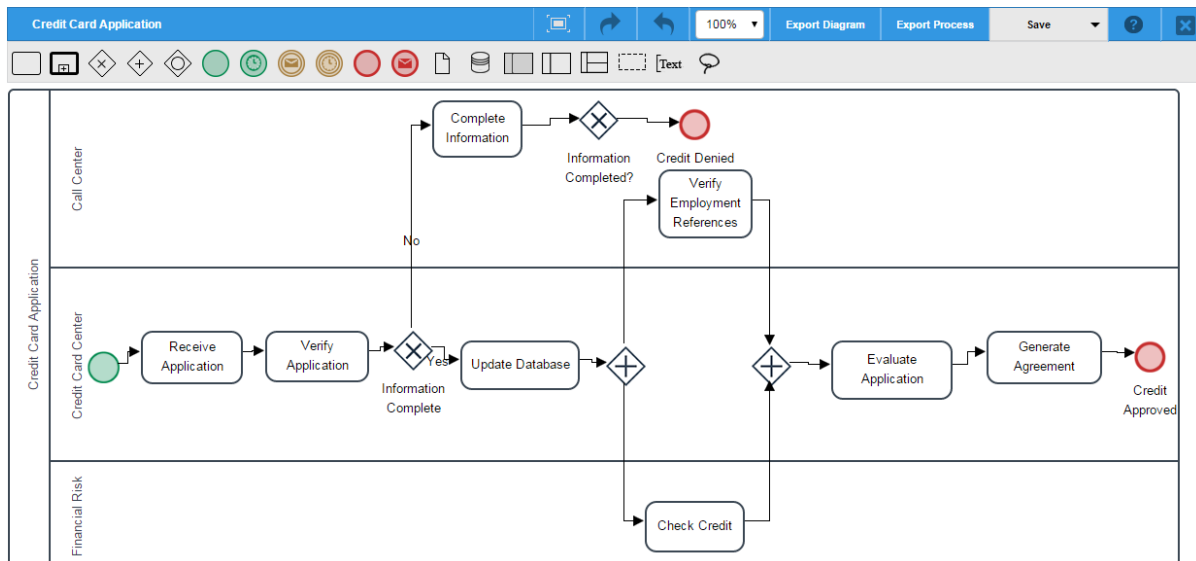 Credit Card Application
100%
Export Diagram
Export Process
Save
?
Text
Credit Card Application
Call Center
Complete
Information
Information
Completed?
Credit Denied
Verify
Employment
References
No
Credit Card Center
Receive
Application
Verify
Application
Yes
Information
Complete
Update Database
Evaluate
Application
Generate
Agreement
Credit
Approved
Financial Risk
Check Credit